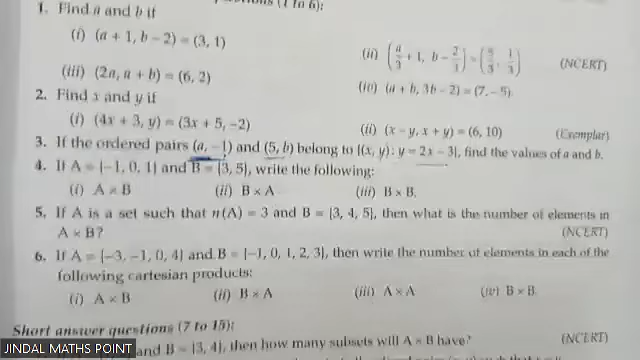 (1 to 6):
1. Find a and b if
(i) (a + 1, b − 2) = (3, 1)
(ii) (a/3 + 1, b − 2/3) = (5/3, 1/3) (NCERT)
(iii) (2a, a + b) = (6, 2)
(iv) (a + b, 3b − 2) = (7, − 5).
2. Find x and y if
(i) (4x + 3, y) = (3x + 5, −2)
(ii) (x − y, x + y) = (6, 10) (Exemplar)
3. If the ordered pairs (a, −1) and (5, b) belong to {(x, y) : y = 2x − 3}, find the values of a and b.
4. If A = {−1, 0, 1} and B = {3, 5}, write the following:
(i) A × B (ii) B × A (iii) B × B.
5. If A is a set such that n(A) = 3 and B = {3, 4, 5}, then what is the number of elements in
A × B? (NCERT)
6. If A = {−3, −1, 0, 4} and B = {−1, 0, 1, 2, 3}, then write the number of elements in each of the
following cartesian products:
(i) A × B (ii) B × A (iii) A × A (iv) B × B
Short answer questions (7 to 15):
and B = {3, 4}, then how many subsets will A × B have? (NCERT)
JINDAL MATHS POINT